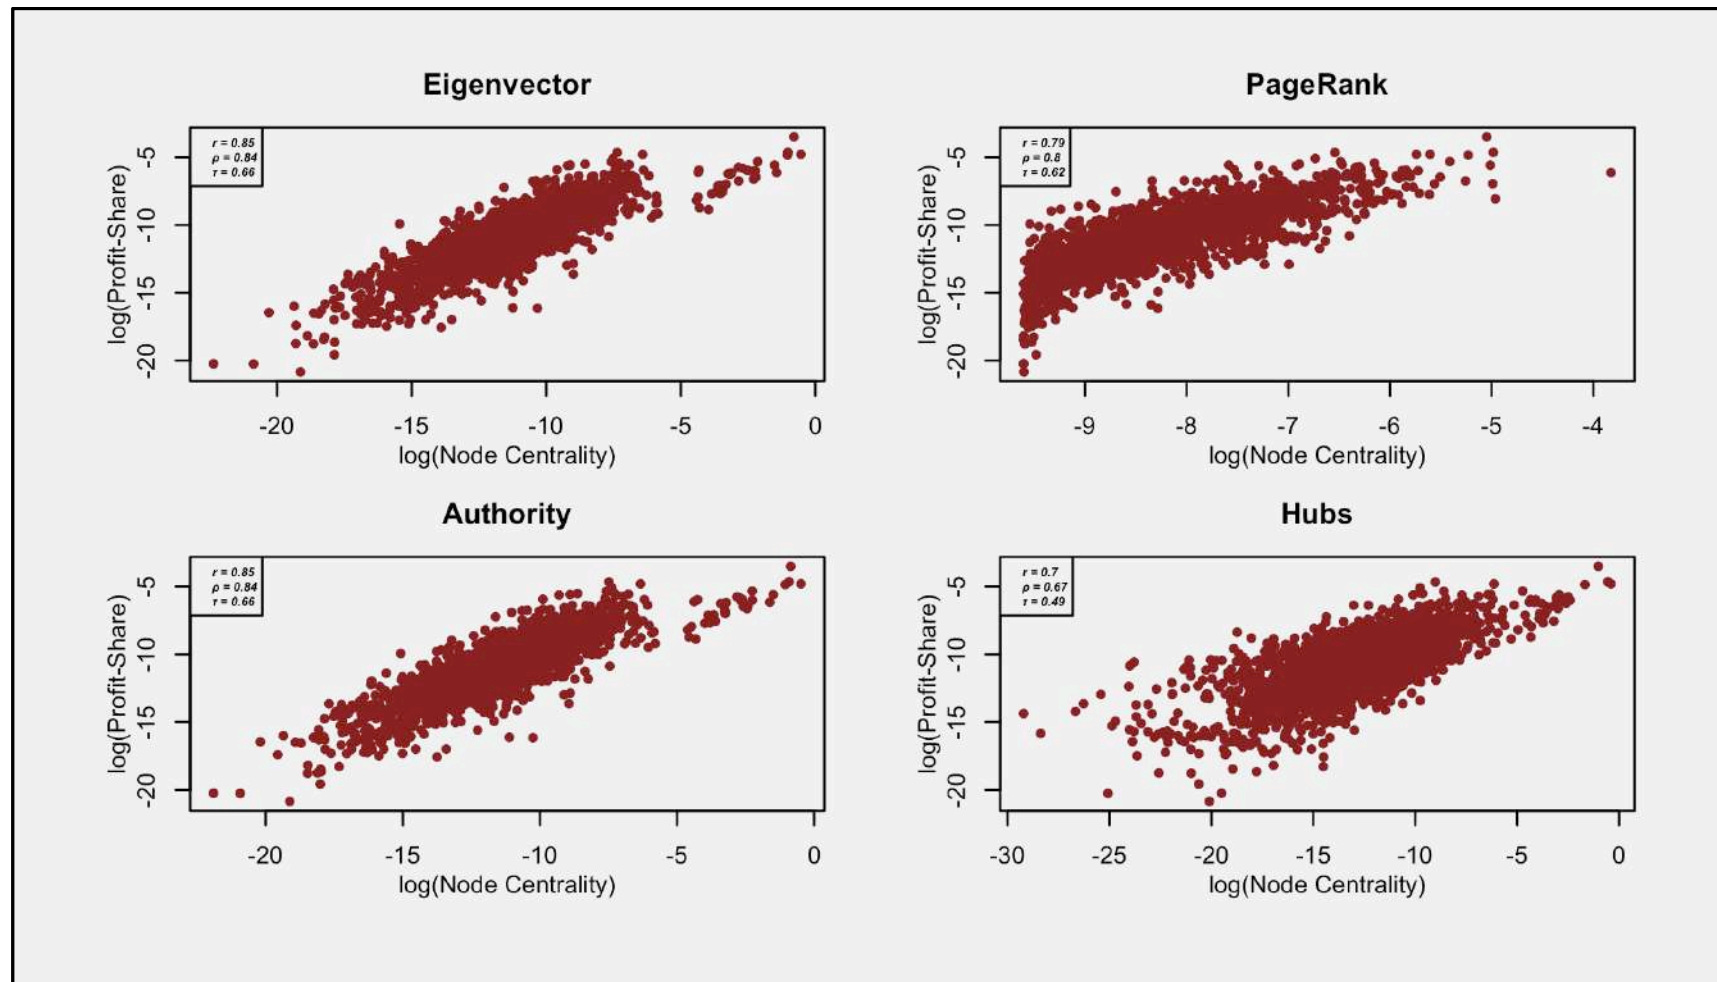 Eigenvector
r = 0.85
ρ = 0.84
τ = 0.66
log(Profit-Share)
-5
-10
-15
-20
-20 -15 -10 -5 0
log(Node Centrality)
PageRank
r = 0.79
ρ = 0.8
τ = 0.62
log(Profit-Share)
-5
-10
-15
-20
-9 -8 -7 -6 -5 -4
log(Node Centrality)
Authority
r = 0.85
ρ = 0.84
τ = 0.66
log(Profit-Share)
-5
-10
-15
-20
-20 -15 -10 -5 0
log(Node Centrality)
Hubs
r = 0.7
ρ = 0.67
τ = 0.49
log(Profit-Share)
-5
-10
-15
-20
-30 -25 -20 -15 -10 -5 0
log(Node Centrality)